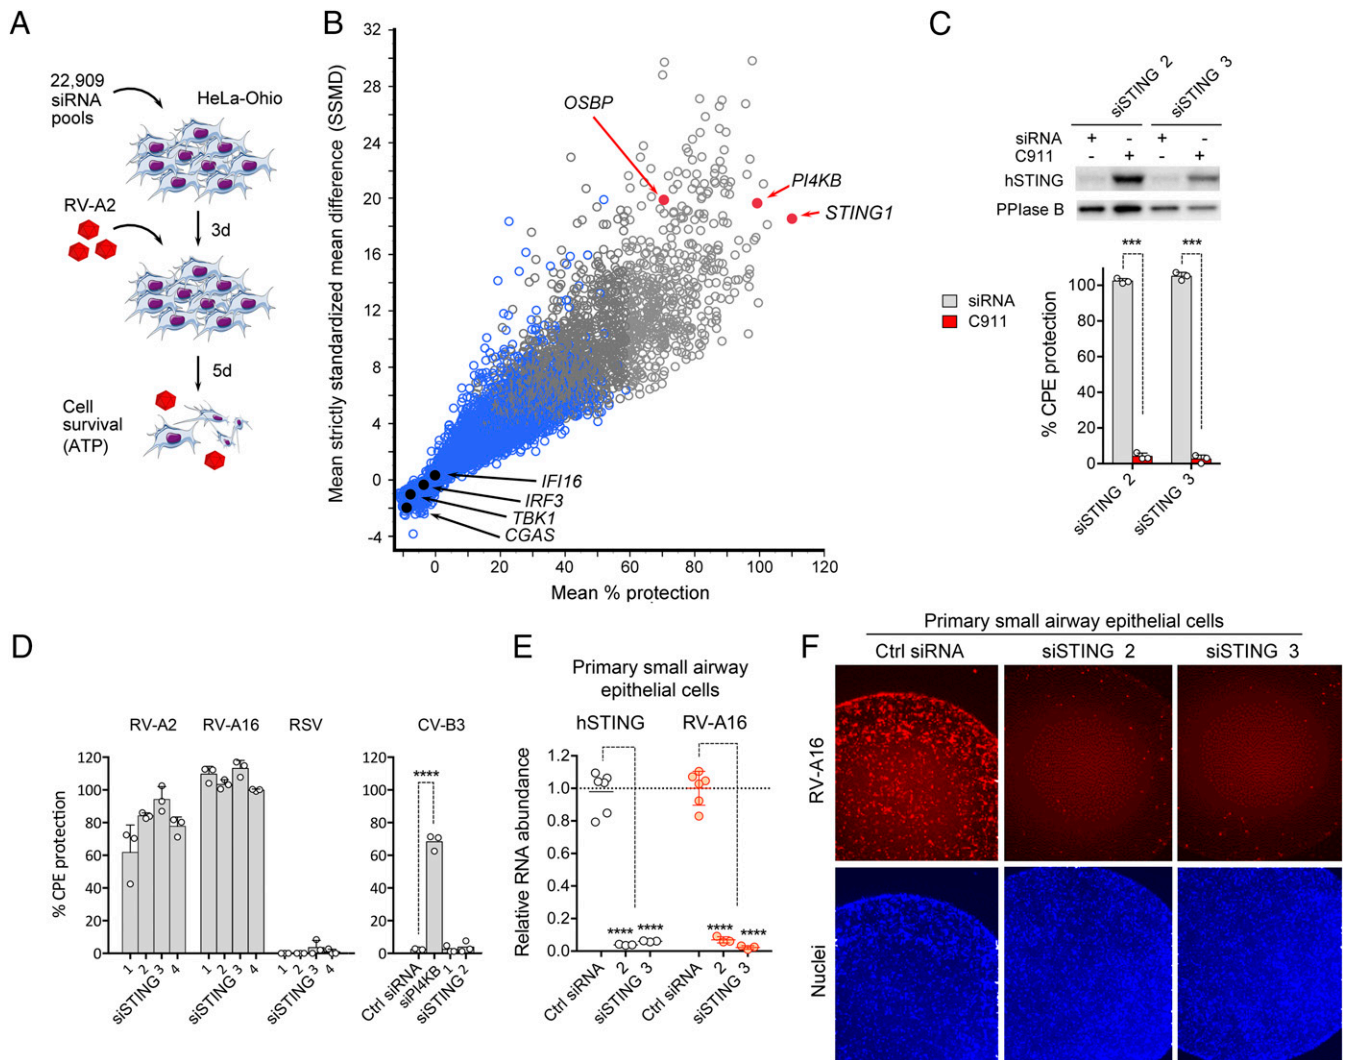 A
22,909
siRNA
pools
HeLa-Ohio
RV-A2
3d
5d
Cell
survival
(ATP)
B
Mean strictly standardized mean difference (SSMD)
32
28
24
20
16
12
8
4
0
-4
OSBP
PI4KB
STING1
IFI16
IRF3
TBK1
CGAS
0 20 40 60 80 100 120
Mean % protection
C
siSTING 2
siSTING 3
siRNA + - + -
C911 - + - +
hSTING
PPIase B
siRNA
C911
% CPE protection
100
80
60
40
20
0
*** ***
siSTING 2
siSTING 3
D
RV-A2 RV-A16 RSV CV-B3
% CPE protection
120
100
80
60
40
20
0
1 2 3 4
siSTING
1 2 3 4
siSTING
1 2 3 4
siSTING
120
100
80
60
40
20
0
****
Ctrl siRNA
siPI4KB
1 2
siSTING
E
Primary small airway
epithelial cells
hSTING RV-A16
Relative RNA abundance
1.2
1.0
0.8
0.6
0.4
0.2
0.0
**** **** **** ****
Ctrl siRNA
2
siSTING 3
Ctrl siRNA
2
siSTING 3
F
Primary small airway epithelial cells
Ctrl siRNA siSTING 2 siSTING 3
RV-A16
Nuclei